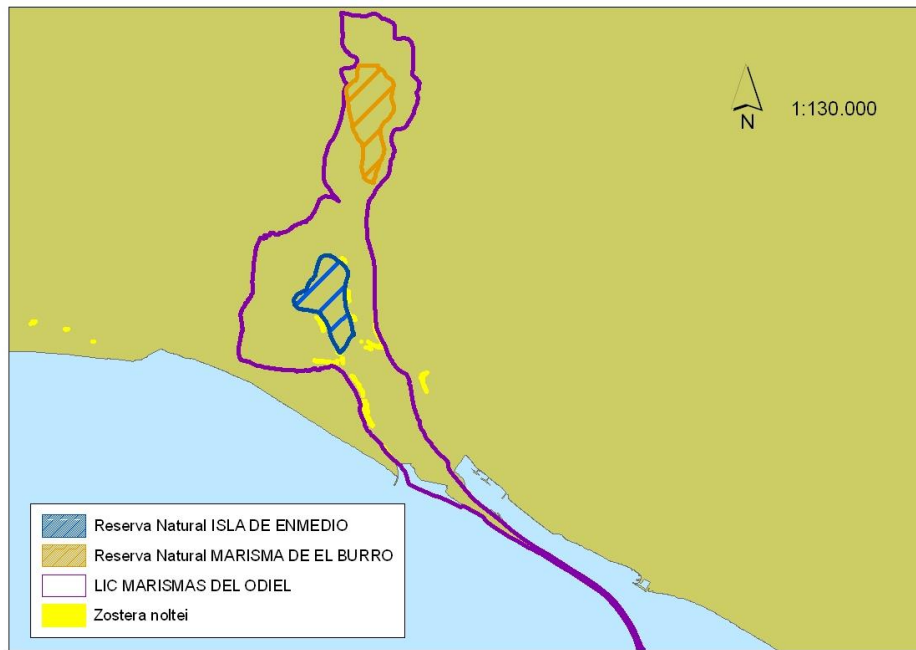 N
1:130.000
Reserva Natural ISLA DE ENMEDIO
Reserva Natural MARISMA DE EL BURRO
LIC MARISMAS DEL ODIEL
Zostera noltei